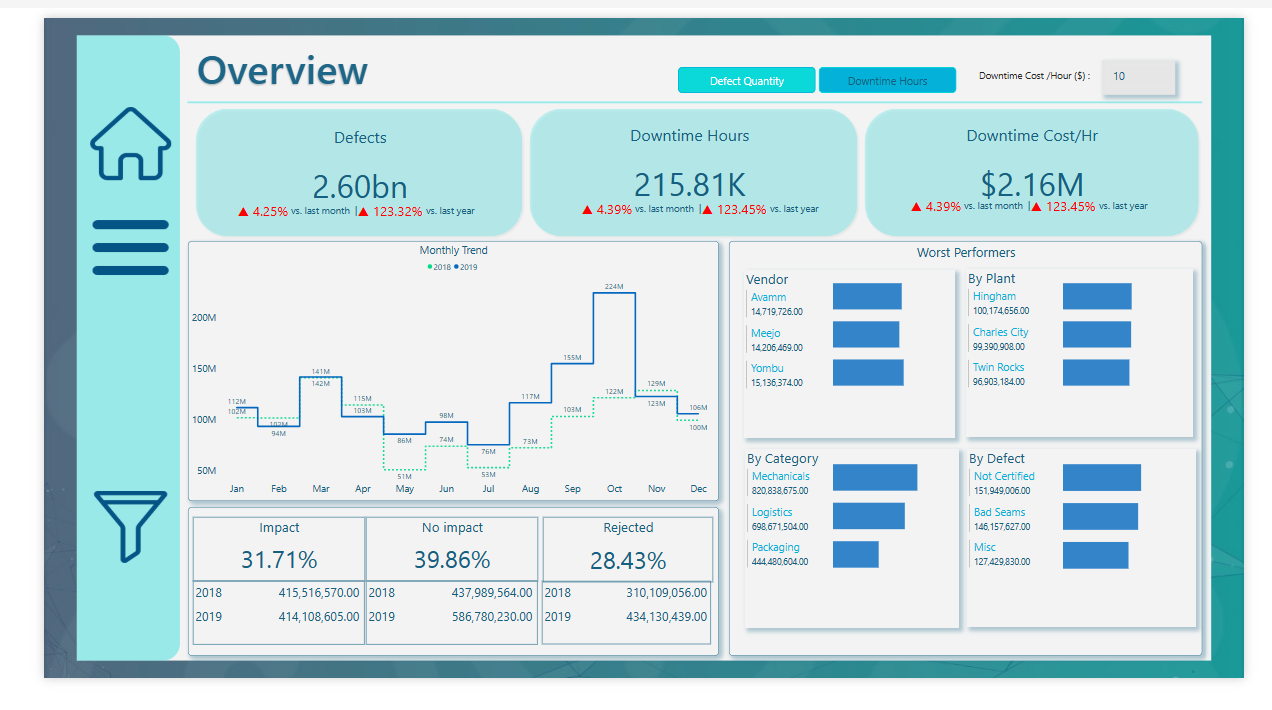 Overview
Defect Quantity
Downtime Hours
Downtime Cost /Hour ($) :
10
Defects
2.60bn
▲ 4.25% vs. last month | ▲ 123.32% vs. last year
Downtime Hours
215.81K
▲ 4.39% vs. last month | ▲ 123.45% vs. last year
Downtime Cost/Hr
$2.16M
▲ 4.39% vs. last month | ▲ 123.45% vs. last year
Monthly Trend
2018 2019
200M
150M
100M
50M
112M
102M
102M
94M
141M
142M
115M
103M
86M
51M
98M
74M
76M
53M
117M
73M
155M
103M
224M
122M
129M
123M
106M
100M
Jan Feb Mar Apr May Jun Jul Aug Sep Oct Nov Dec
Impact
31.71%
2018 415,516,570.00
2019 414,108,605.00
No impact
39.86%
2018 437,989,564.00
2019 586,780,230.00
Rejected
28.43%
2018 310,109,056.00
2019 434,130,439.00
Worst Performers
Vendor
Avamm
14,719,726.00
Meejo
14,206,469.00
Yombu
15,136,374.00
By Plant
Hingham
100,174,656.00
Charles City
99,390,908.00
Twin Rocks
96,903,184.00
By Category
Mechanicals
820,838,675.00
Logistics
698,671,504.00
Packaging
444,480,604.00
By Defect
Not Certified
151,949,006.00
Bad Seams
146,157,627.00
Misc
127,429,830.00